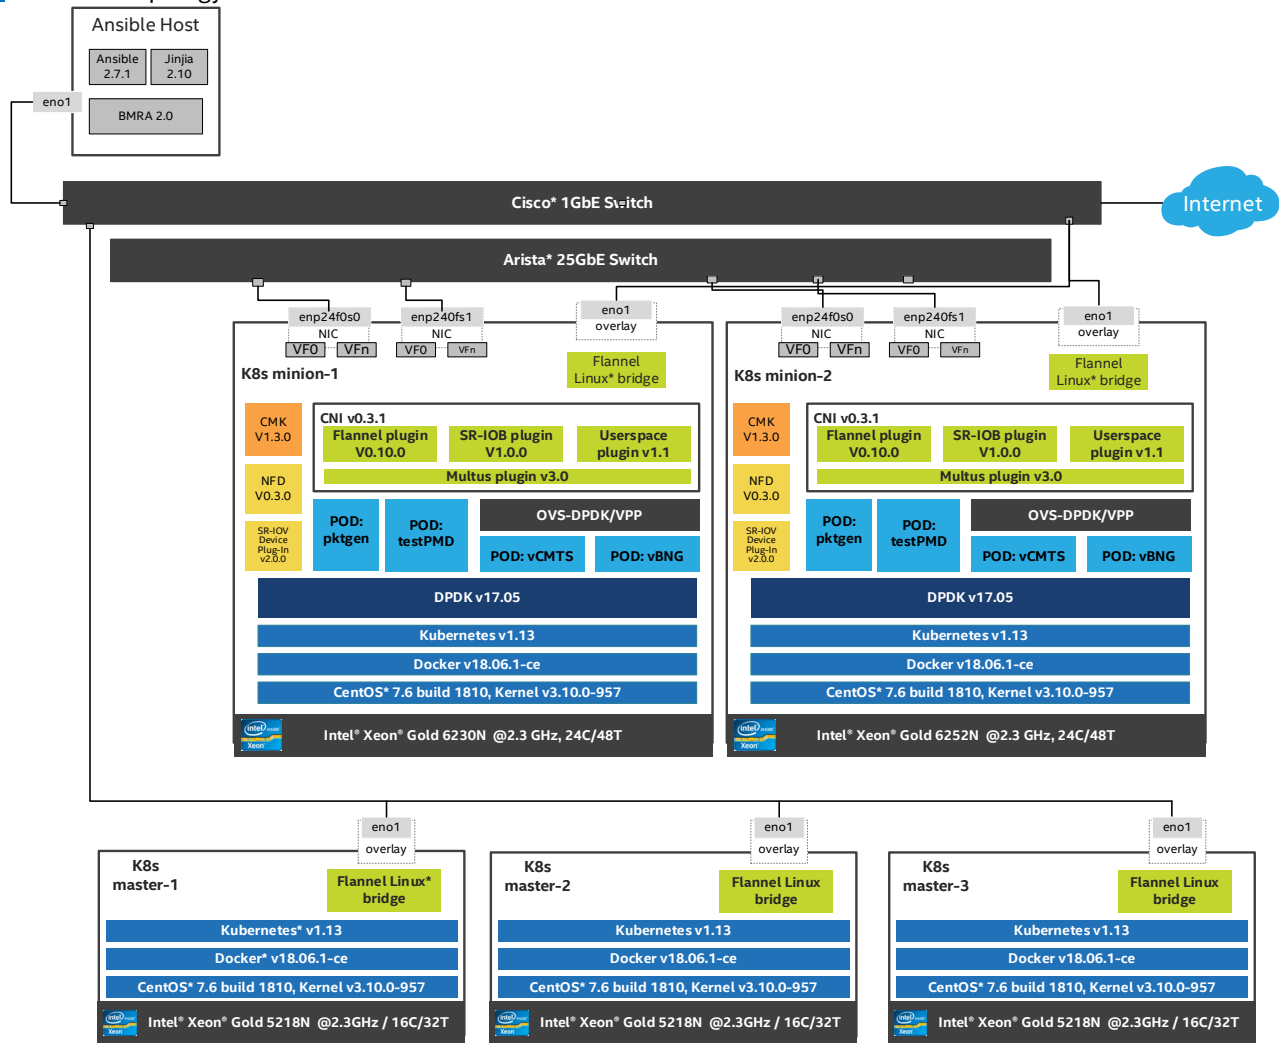 Ansible Host
Ansible
2.7.1
Jinjia
2.10
eno1
BMRA 2.0
Cisco* 1GbE Switch
Internet
Arista* 25GbE Switch
enp24f0s0
NIC
VF0
VFn
enp240fs1
NIC
VF0
VFn
eno1
overlay
Flannel
Linux* bridge
K8s minion-1
CMK
V1.3.0
NFD
V0.3.0
SR-IOV
Device
Plug-In
v2.0.0
CNI v0.3.1
Flannel plugin
V0.10.0
SR-IOB plugin
V1.0.0
Userspace
plugin v1.1
Multus plugin v3.0
POD:
pktgen
POD:
testPMD
OVS-DPDK/VPP
POD: vCMTS
POD: vBNG
DPDK v17.05
Kubernetes v1.13
Docker v18.06.1-ce
CentOS* 7.6 build 1810, Kernel v3.10.0-957
intel inside
Xeon
Intel® Xeon® Gold 6230N @2.3 GHz, 24C/48T
enp24f0s0
NIC
VF0
VFn
enp240fs1
NIC
VF0
VFn
eno1
overlay
Flannel
Linux* bridge
K8s minion-2
CMK
V1.3.0
NFD
V0.3.0
SR-IOV
Device
Plug-In
v2.0.0
CNI v0.3.1
Flannel plugin
V0.10.0
SR-IOB plugin
V1.0.0
Userspace
plugin v1.1
Multus plugin v3.0
POD:
pktgen
POD:
testPMD
OVS-DPDK/VPP
POD: vCMTS
POD: vBNG
DPDK v17.05
Kubernetes v1.13
Docker v18.06.1-ce
CentOS* 7.6 build 1810, Kernel v3.10.0-957
intel inside
Xeon
Intel® Xeon® Gold 6252N @2.3 GHz, 24C/48T
eno1
overlay
K8s
master-1
Flannel Linux*
bridge
Kubernetes* v1.13
Docker* v18.06.1-ce
CentOS* 7.6 build 1810, Kernel v3.10.0-957
intel inside
Xeon
Intel® Xeon® Gold 5218N @2.3GHz / 16C/32T
eno1
overlay
K8s
master-2
Flannel Linux
bridge
Kubernetes v1.13
Docker v18.06.1-ce
CentOS* 7.6 build 1810, Kernel v3.10.0-957
intel inside
Xeon
Intel® Xeon® Gold 5218N @2.3GHz / 16C/32T
eno1
overlay
K8s
master-3
Flannel Linux
bridge
Kubernetes v1.13
Docker v18.06.1-ce
CentOS* 7.6 build 1810, Kernel v3.10.0-957
intel inside
Xeon
Intel® Xeon® Gold 5218N @2.3GHz / 16C/32T